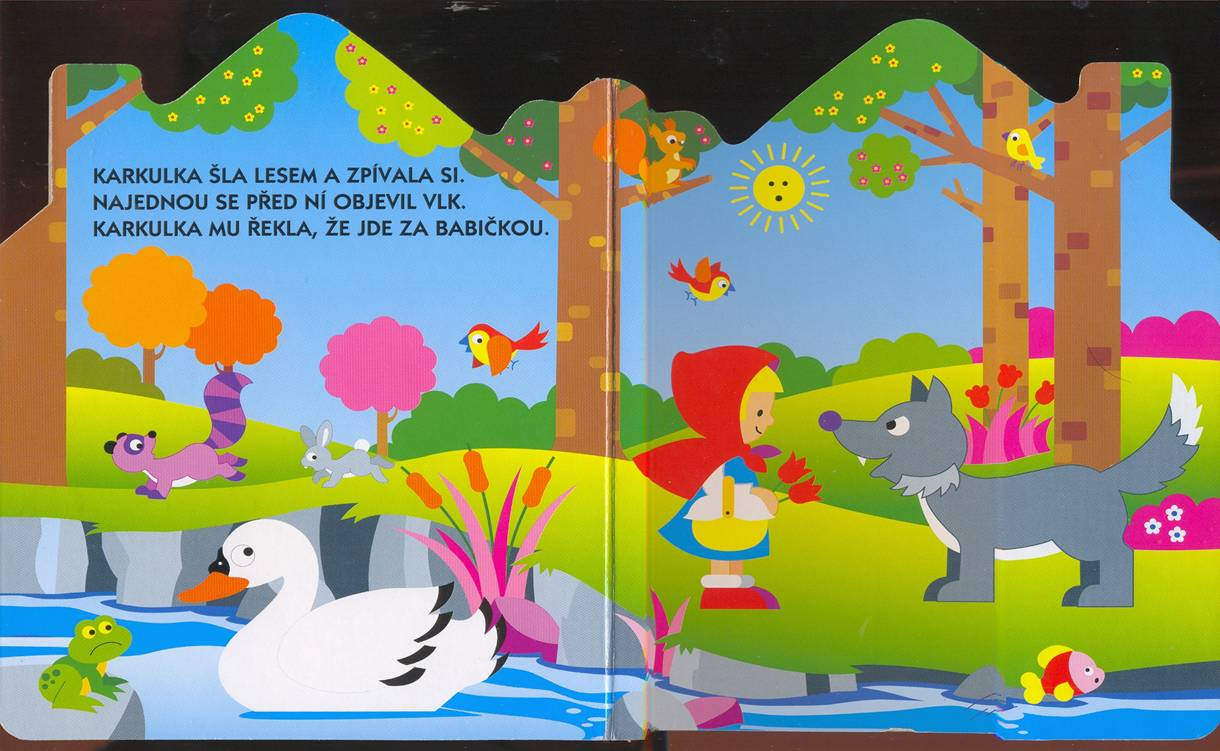 KARKULKA ŠLA LESEM A ZPÍVALA SI.
NAJEDNOU SE PŘED NÍ OBJEVIL VLK.
KARKULKA MU ŘEKLA, ŽE JDE ZA BABIČKOU.